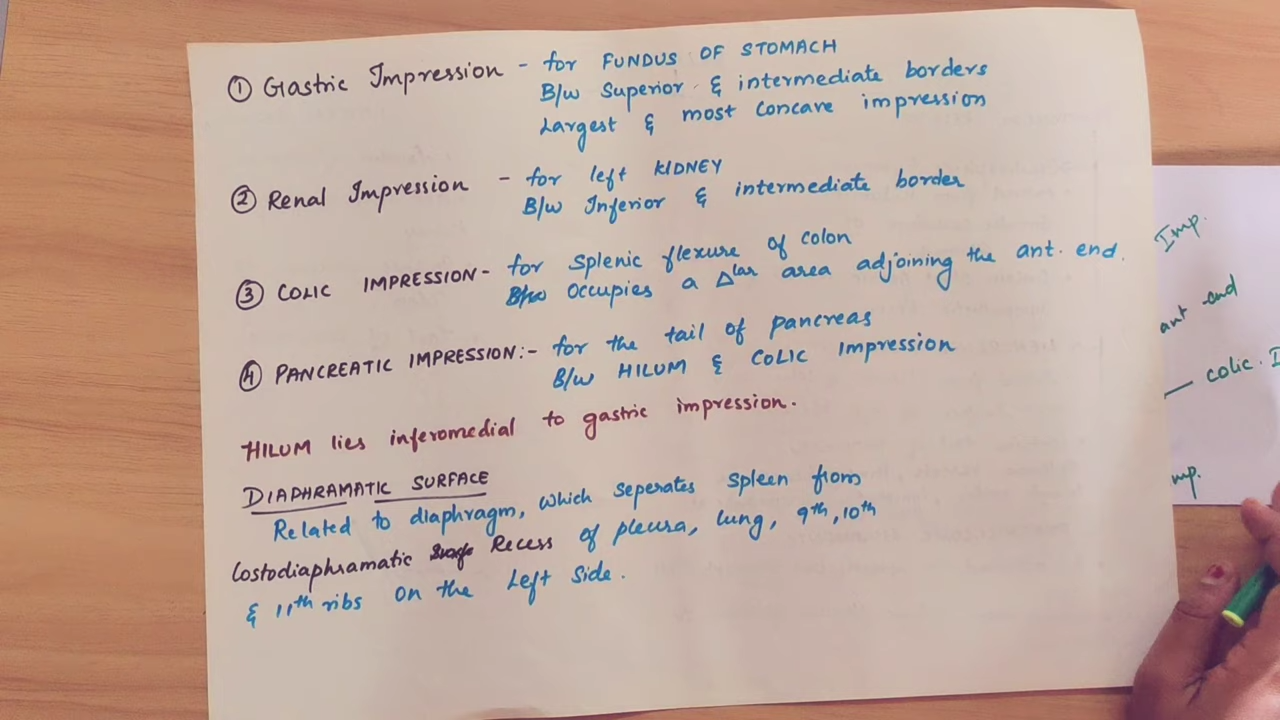 ① Gastric Impression - for FUNDUS OF STOMACH
B/w Superior & intermediate borders
Largest & most concave impression
② Renal Impression - for left KIDNEY
B/w Inferior & intermediate border
③ COLIC IMPRESSION- for splenic flexure of colon
Occupies a Δlar area adjoining the ant. end.
④ PANCREATIC IMPRESSION:- for the tail of pancreas
B/w HILUM & COLIC Impression
HILUM lies inferomedial to gastric impression.
DIAPHRAMATIC SURFACE
Related to diaphragm, which seperates spleen from
Costodiaphramatic Recess of pleura, lung, 9th, 10th
& 11th ribs on the Left side.
Imp.
ant end
colic. I
mp.